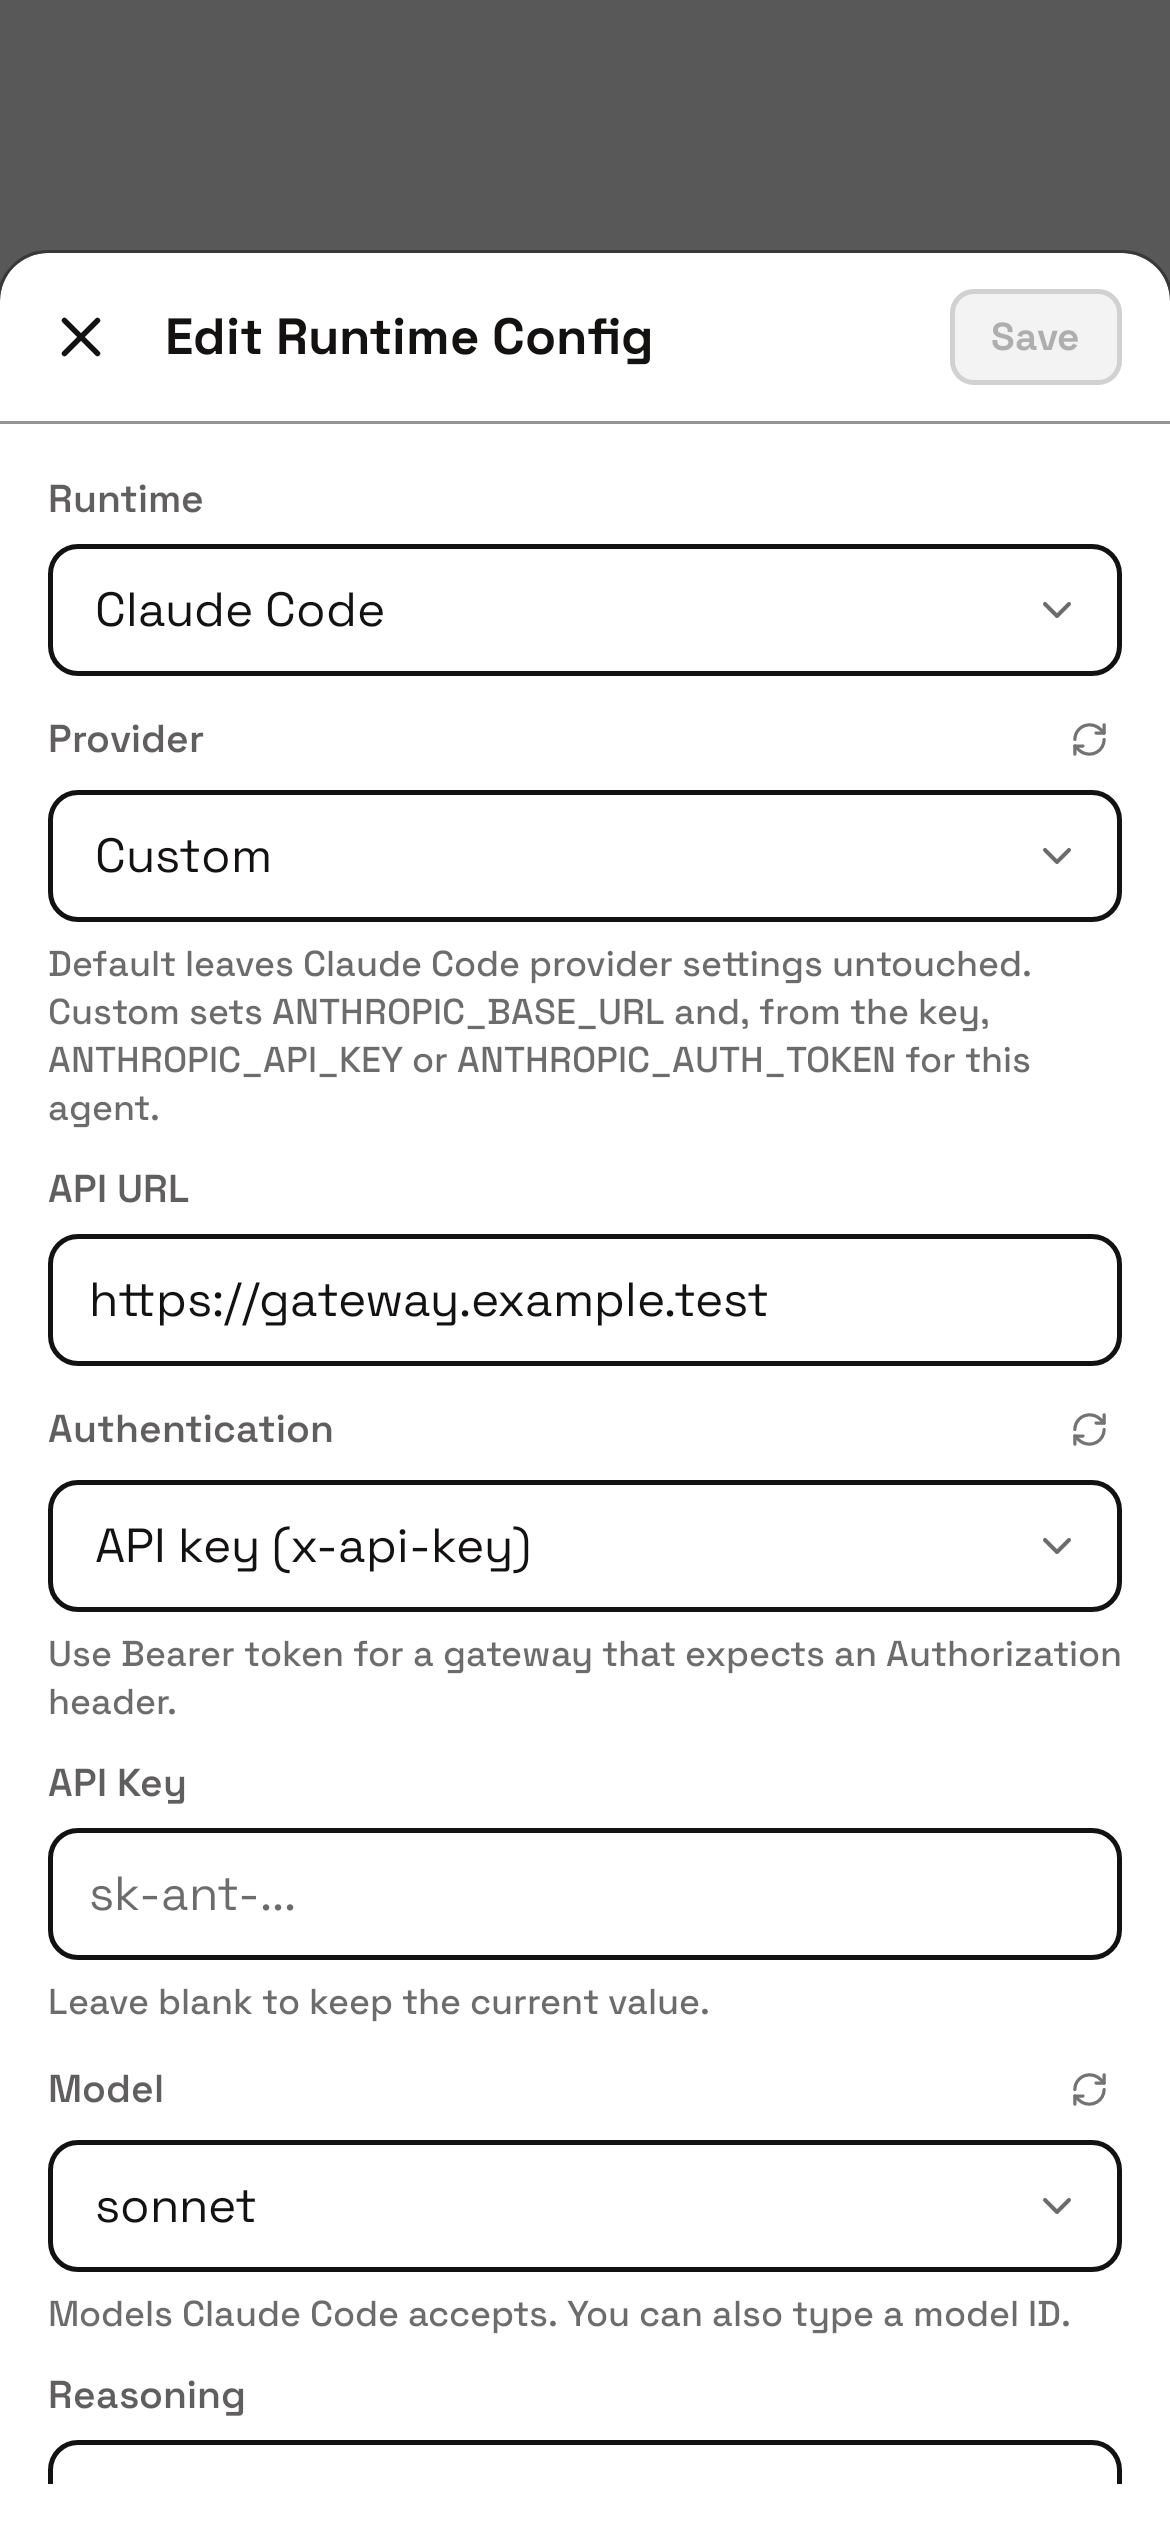 Edit Runtime Config
Save
Runtime
Claude Code
Provider
Custom
Default leaves Claude Code provider settings untouched.
Custom sets ANTHROPIC_BASE_URL and, from the key,
ANTHROPIC_API_KEY or ANTHROPIC_AUTH_TOKEN for this
agent.
API URL
https://gateway.example.test
Authentication
API key (x-api-key)
Use Bearer token for a gateway that expects an Authorization
header.
API Key
sk-ant-...
Leave blank to keep the current value.
Model
sonnet
Models Claude Code accepts. You can also type a model ID.
Reasoning